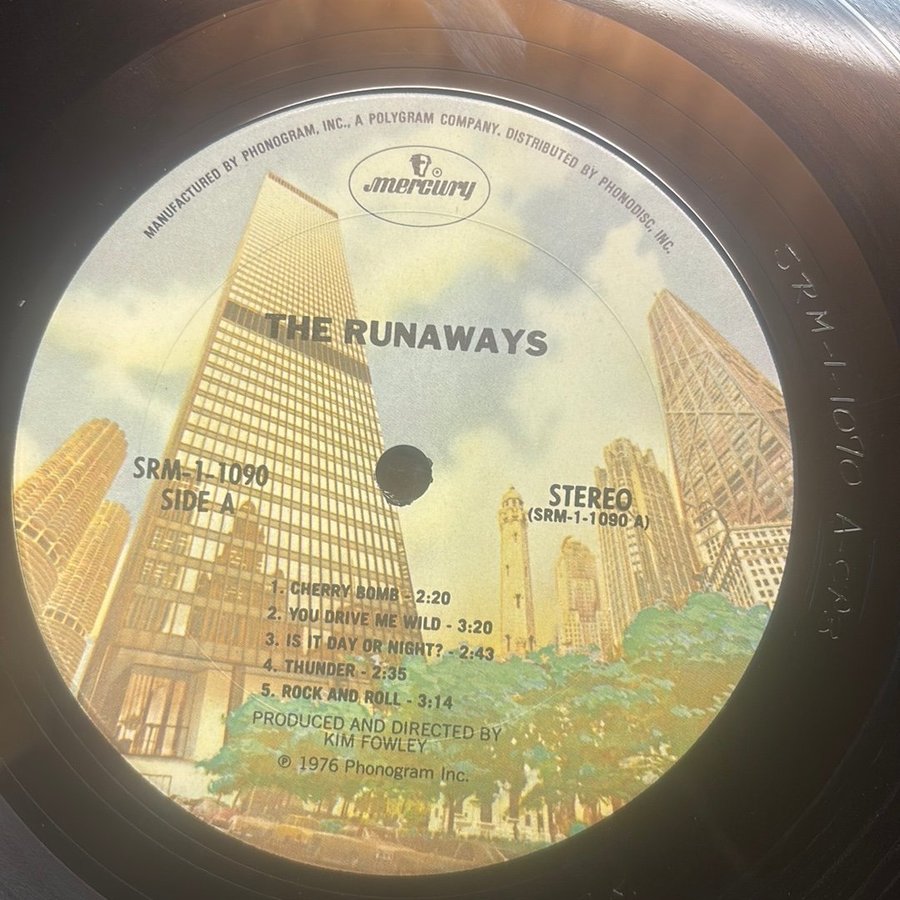 MANUFACTURED BY PHONOGRAM, INC., A POLYGRAM COMPANY. DISTRIBUTED BY PHONODISC, INC.
mercury
THE RUNAWAYS
SRM-1-1090
SIDE A
STEREO
(SRM-1-1090 A)
1. CHERRY BOMB - 2:20
2. YOU DRIVE ME WILD - 3:20
3. IS IT DAY OR NIGHT? - 2:43
4. THUNDER - 2:35
5. ROCK AND ROLL - 3:14
PRODUCED AND DIRECTED BY
KIM FOWLEY
℗ 1976 Phonogram Inc.
SRM-1-1090